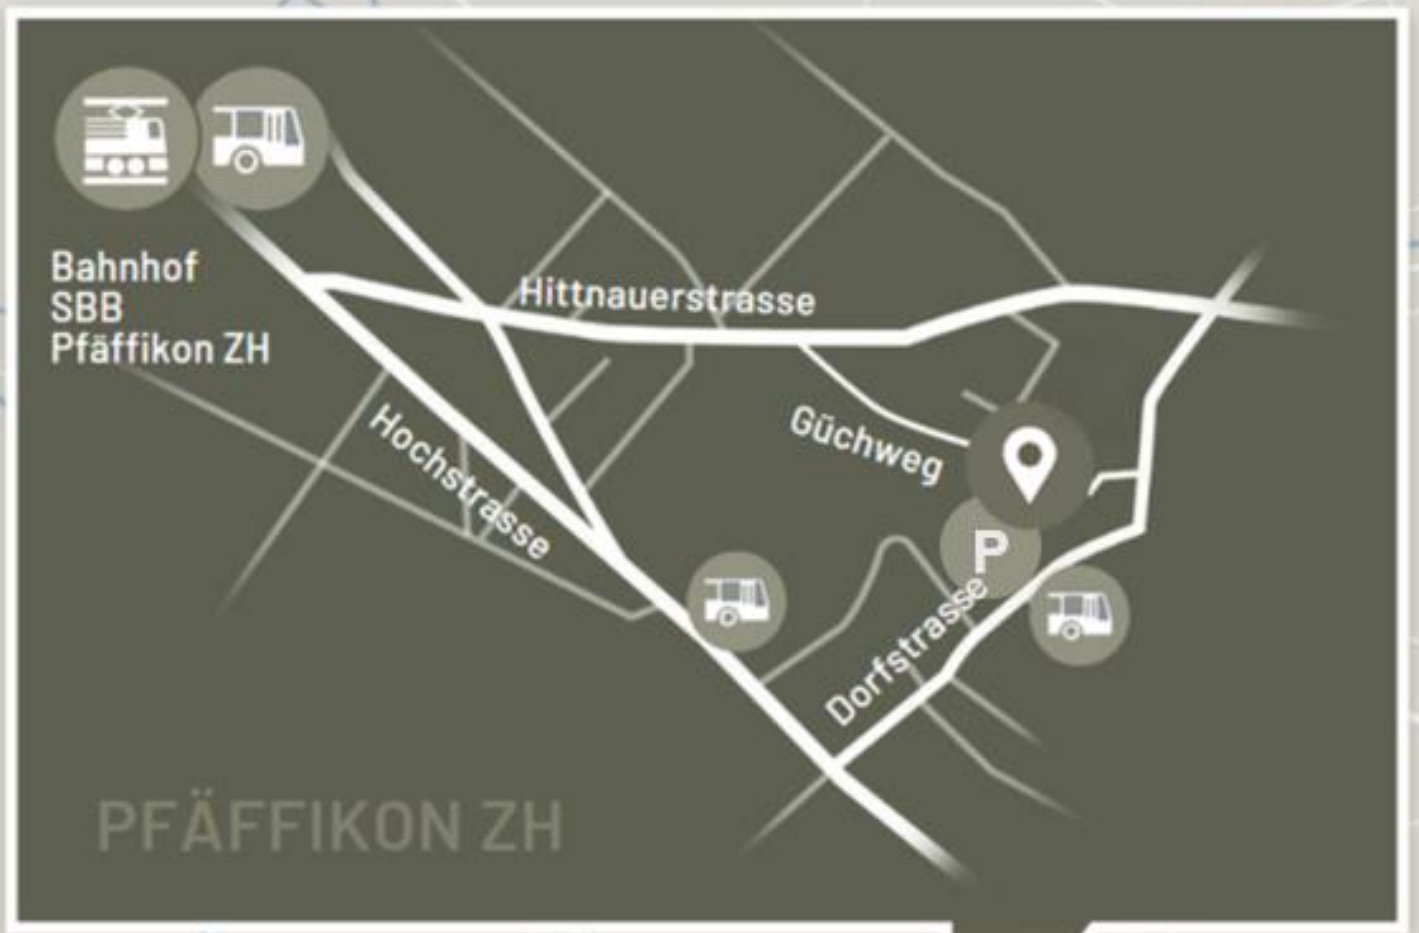 Bahnhof
SBB
Pfäffikon ZH
Hittnauerstrasse
Güchweg
Hochstrasse
P
Dorfstrasse
PFÄFFIKON ZH